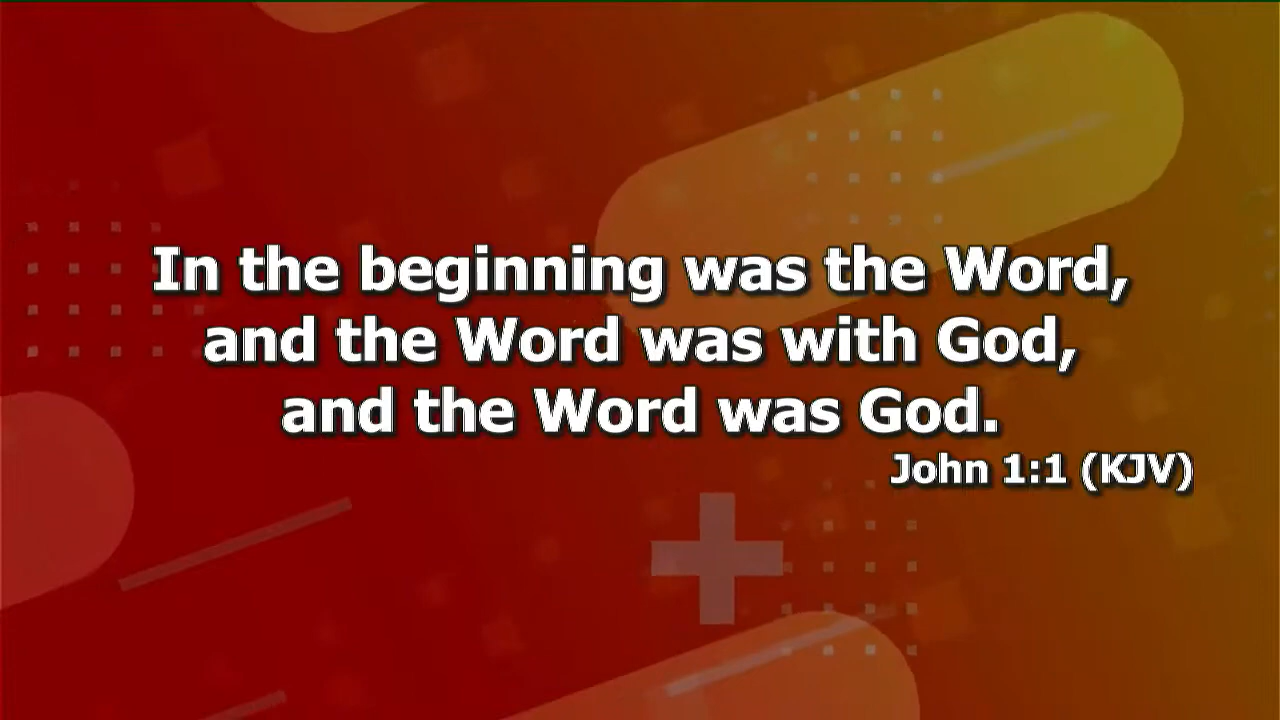 In the beginning was the Word,
and the Word was with God,
and the Word was God.
John 1:1 (KJV)